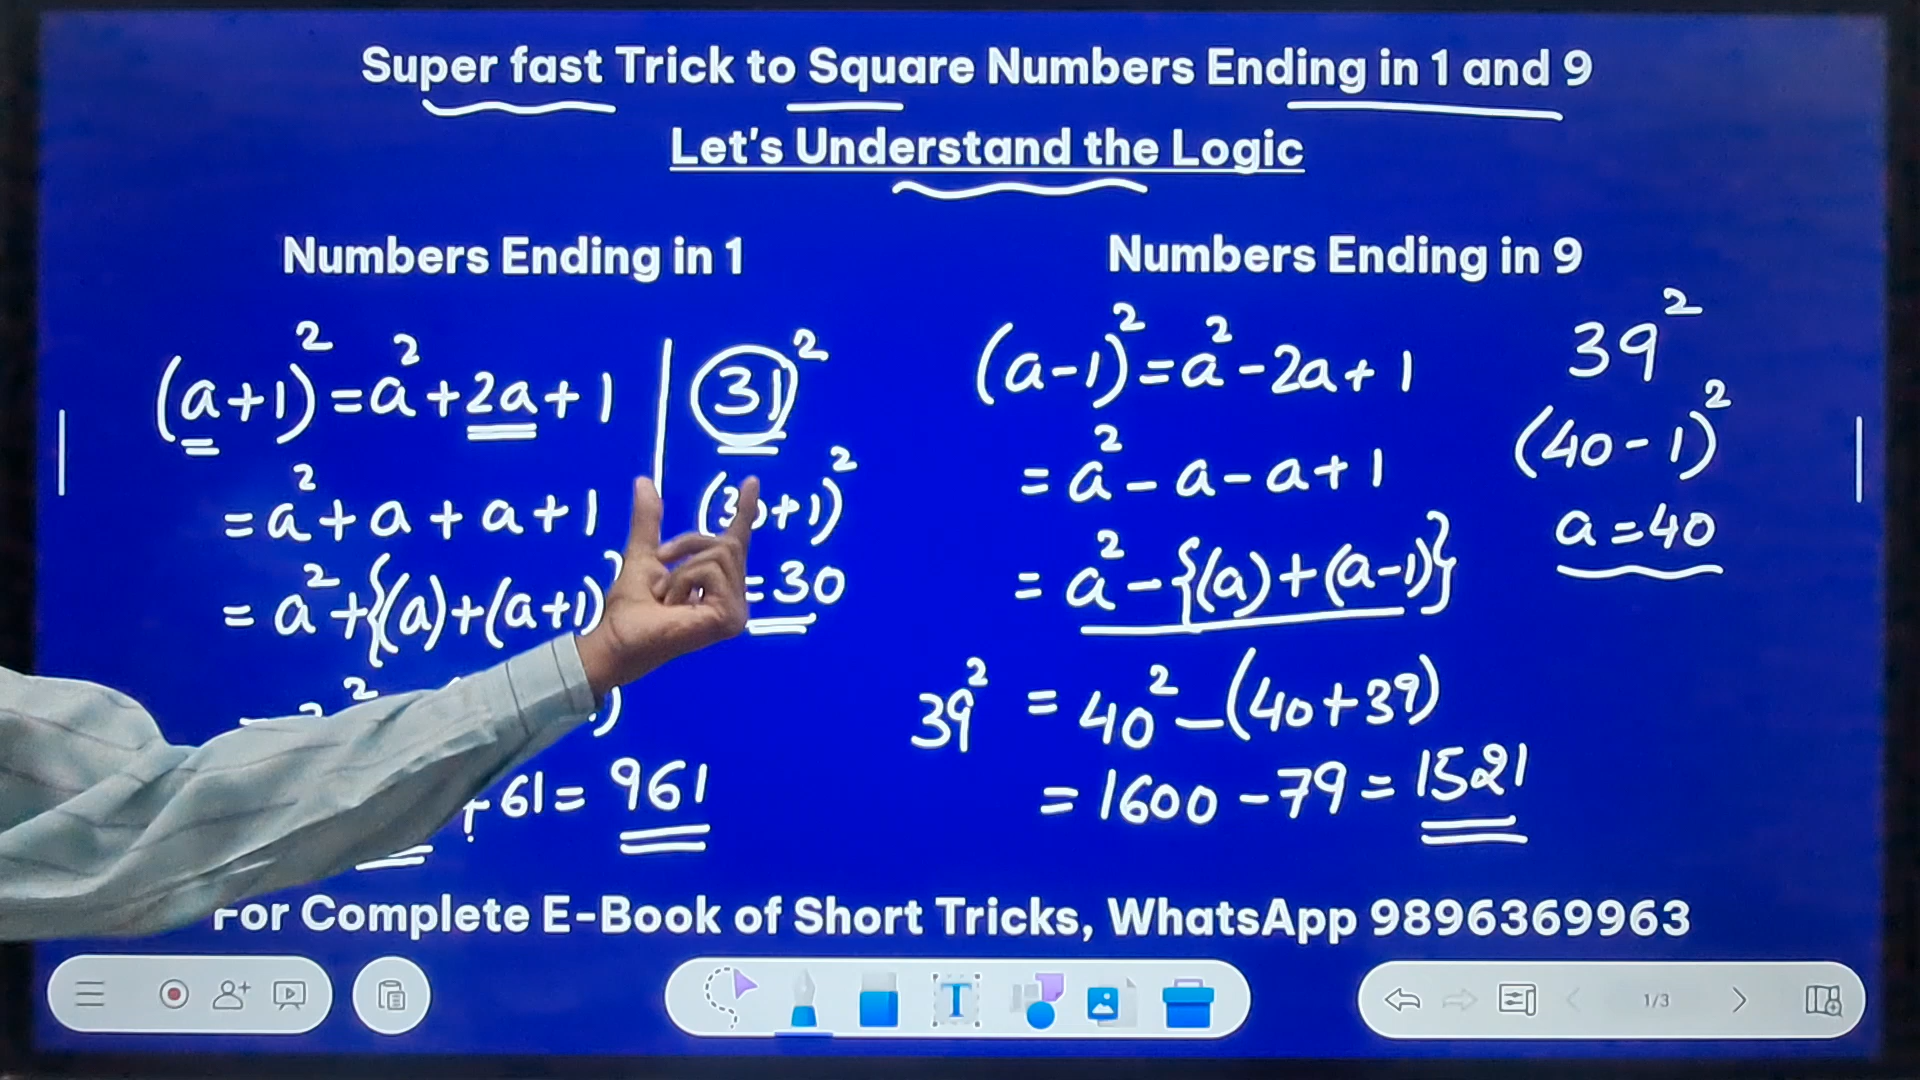 Super fast Trick to Square Numbers Ending in 1 and 9
Let's Understand the Logic
Numbers Ending in 1
(a+1)² = a² + 2a + 1
= a² + a + a + 1
= a² + {(a) + (a+1)
+ 61 = 961
31²
(30+1)²
= 30
Numbers Ending in 9
(a-1)² = a² - 2a + 1
= a² - a - a + 1
= a² - {(a) + (a-1)}
39² = 40² - (40+39)
= 1600 - 79 = 1521
39²
(40-1)²
a = 40
For Complete E-Book of Short Tricks, WhatsApp 9896369963
T
1/3